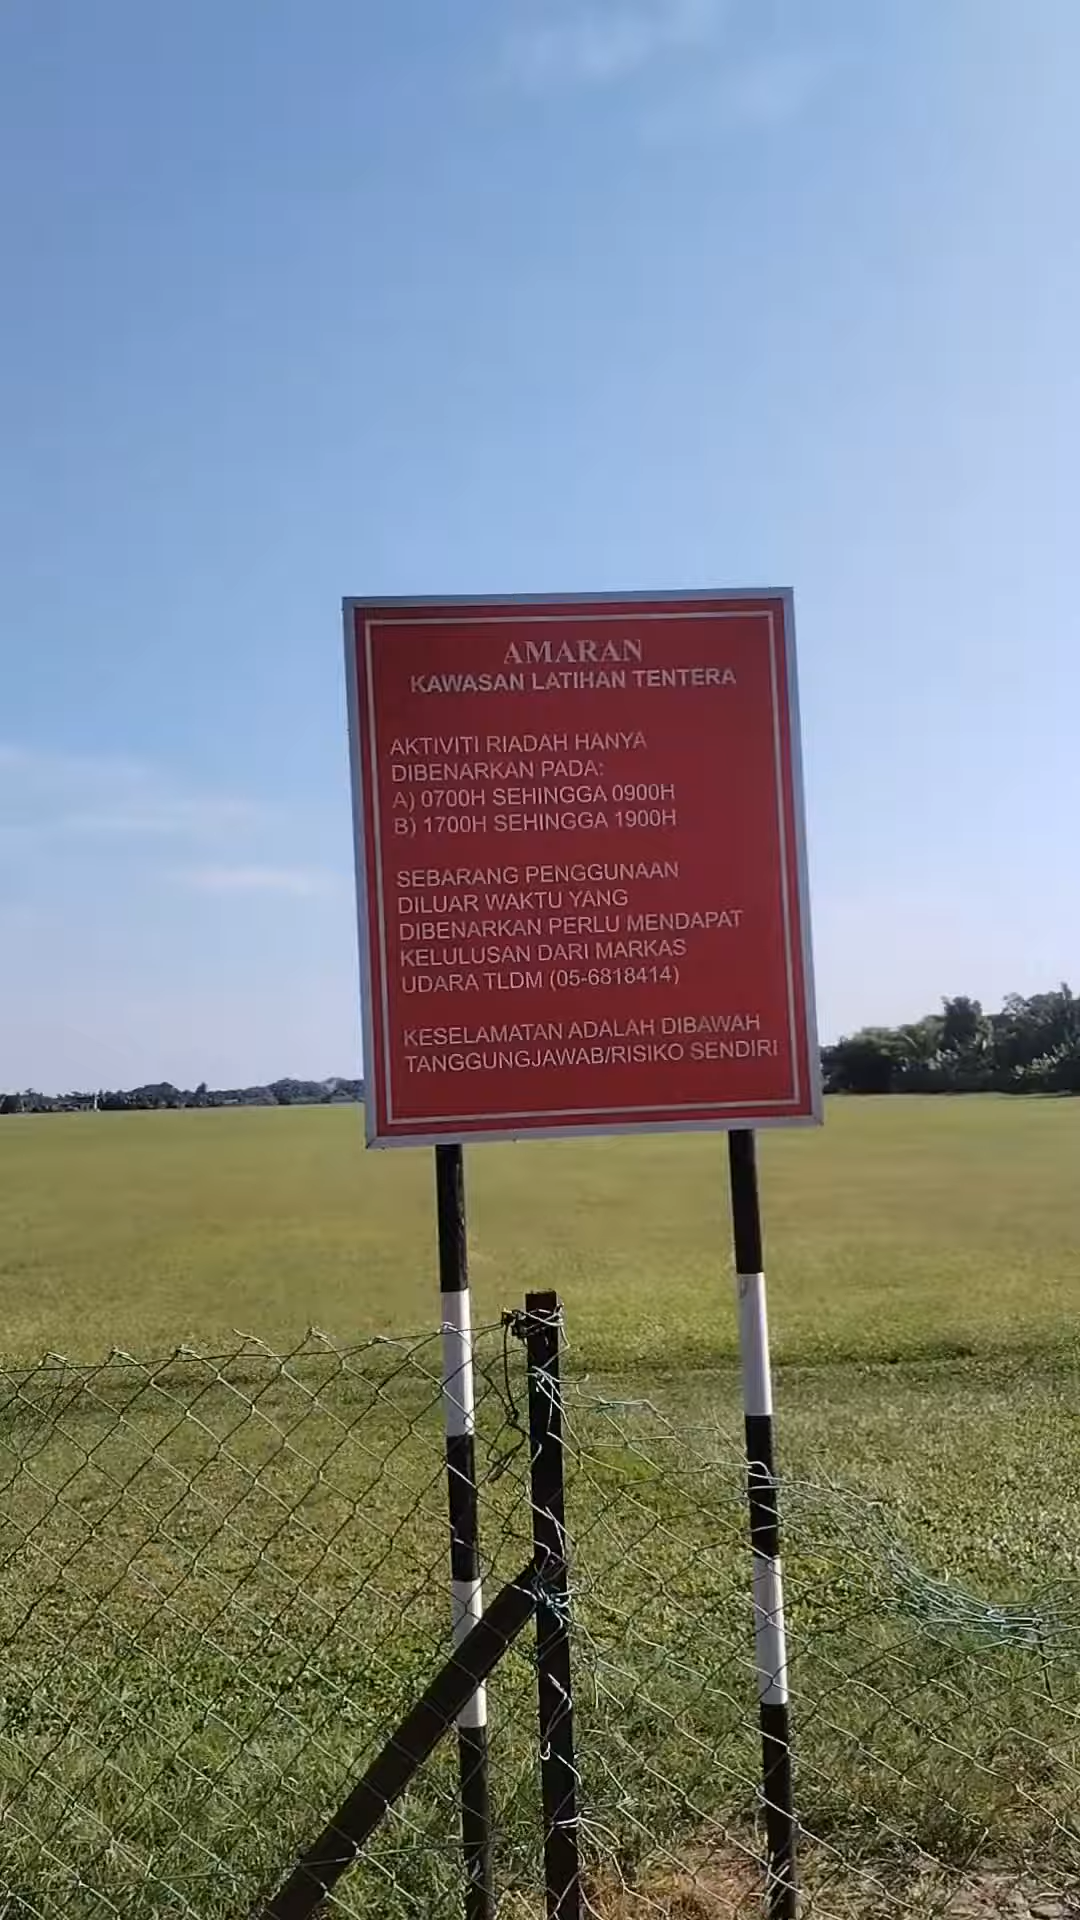 AMARAN
KAWASAN LATIHAN TENTERA
AKTIVITI RIADAH HANYA
DIBENARKAN PADA:
A) 0700H SEHINGGA 0900H
B) 1700H SEHINGGA 1900H
SEBARANG PENGGUNAAN
DILUAR WAKTU YANG
DIBENARKAN PERLU MENDAPAT
KELULUSAN DARI MARKAS
UDARA TLDM (05-6818414)
KESELAMATAN ADALAH DIBAWAH
TANGGUNGJAWAB/RISIKO SENDIRI